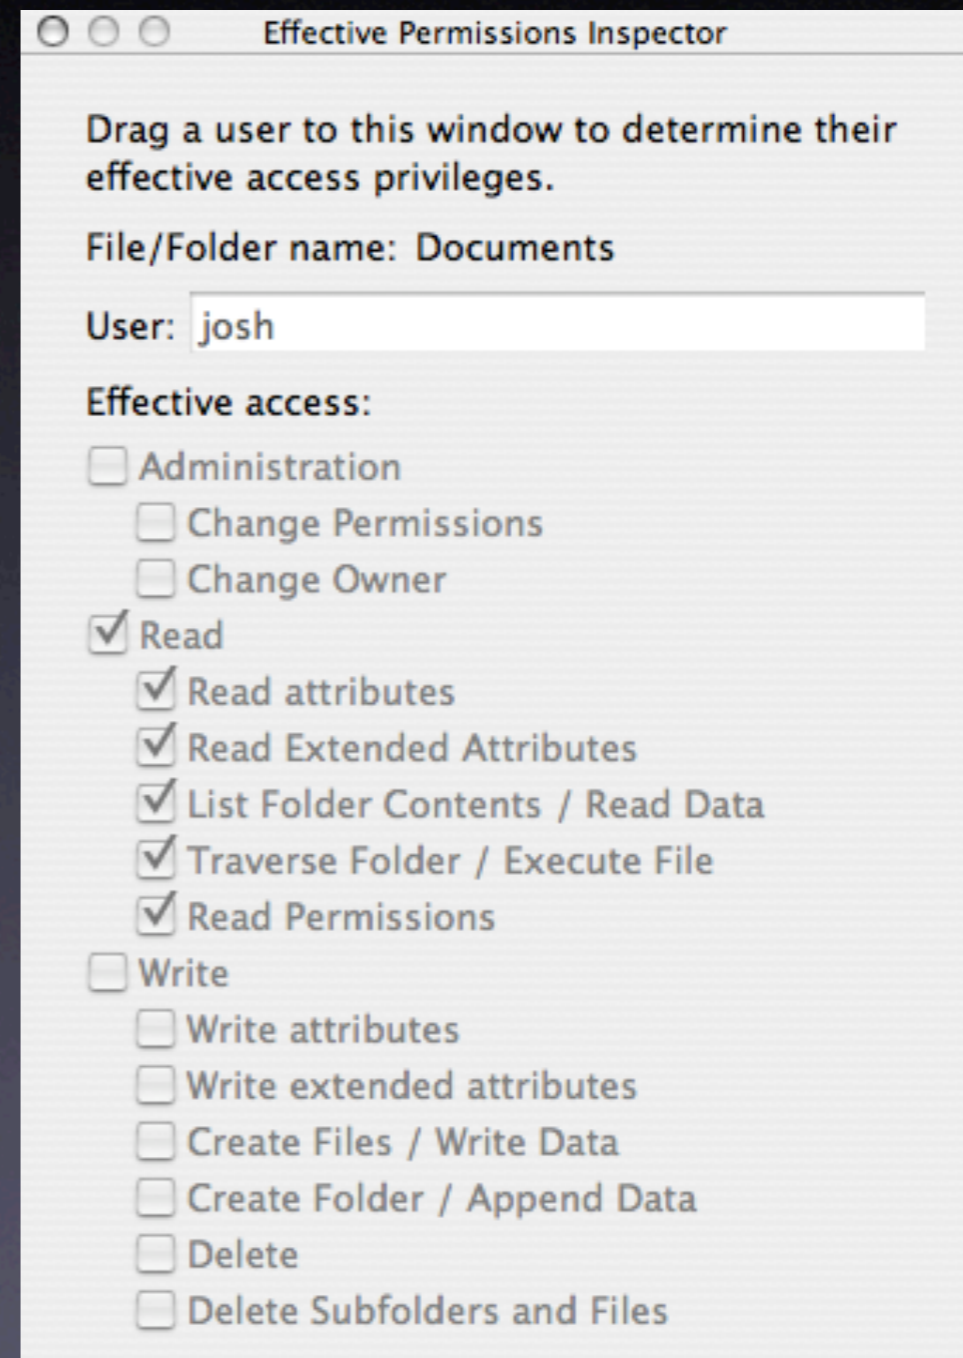 Effective Permissions Inspector
Drag a user to this window to determine their
effective access privileges.
File/Folder name: Documents
User: josh
Effective access:
Administration
Change Permissions
Change Owner
Read
Read attributes
Read Extended Attributes
List Folder Contents / Read Data
Traverse Folder / Execute File
Read Permissions
Write
Write attributes
Write extended attributes
Create Files / Write Data
Create Folder / Append Data
Delete
Delete Subfolders and Files